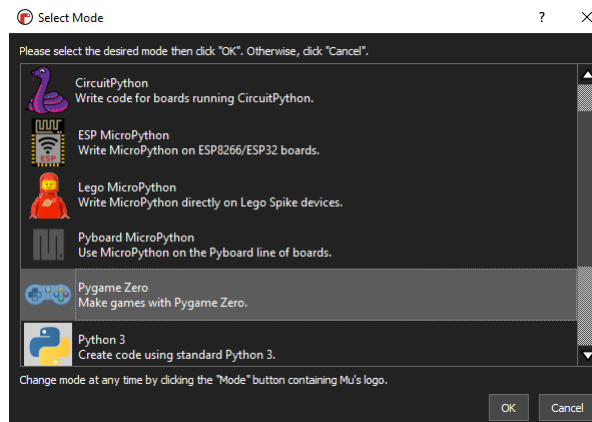 Select Mode
Please select the desired mode then click "OK". Otherwise, click "Cancel".
CircuitPython
Write code for boards running CircuitPython.
ESP MicroPython
Write MicroPython on ESP8266/ESP32 boards.
ESP
Lego MicroPython
Write MicroPython directly on Lego Spike devices.
Pyboard MicroPython
Use MicroPython on the Pyboard line of boards.
Pygame Zero
Make games with Pygame Zero.
Python 3
Create code using standard Python 3.
Change mode at any time by clicking the "Mode" button containing Mu's logo.
OK
Cancel